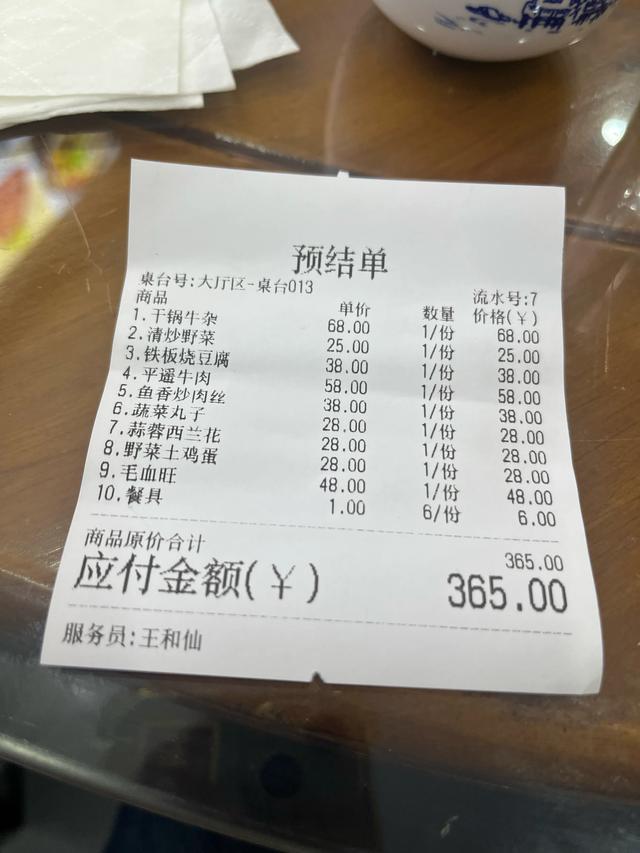 预结单
桌台号:大厅区-桌台013 流水号:7
商品 单价 数量 价格(¥)
1.干锅牛杂 68.00 1/份 68.00
2.清炒野菜 25.00 1/份 25.00
3.铁板烧豆腐 38.00 1/份 38.00
4.平遥牛肉 58.00 1/份 58.00
5.鱼香炒肉丝 38.00 1/份 38.00
6.蔬菜丸子 28.00 1/份 28.00
7.蒜蓉西兰花 28.00 1/份 28.00
8.野菜土鸡蛋 28.00 1/份 28.00
9.毛血旺 48.00 1/份 48.00
10.餐具 1.00 6/份 6.00
商品原价合计 365.00
应付金额(¥) 365.00
服务员:王和仙